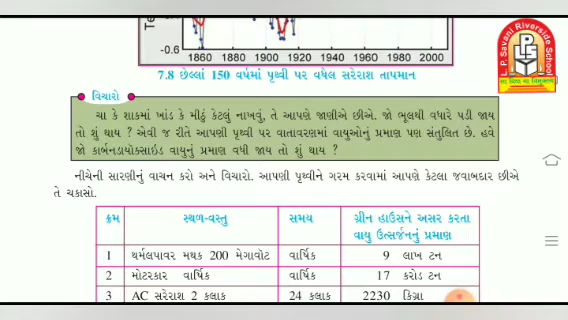 Te
-0.6
1860 1880 1900 1920 1940 1960 1980 2000
7.8 છેલ્લાં 150 વર્ષમાં પૃથ્વી પર વધેલ સરેરાશ તાપમાન
L. P. Savani Riverside School
વિચારો
ચા કે શાકમાં ખાંડ કે મીઠું કેટલું નાખવું, તે આપણે જાણીએ છીએ. જો ભૂલથી વધારે પડી જાય
તો શું થાય ? એવી જ રીતે આપણી પૃથ્વી પર વાતાવરણમાં વાયુઓનું પ્રમાણ પણ સંતુલિત છે. હવે
જો કાર્બનડાયોક્સાઇડ વાયુનું પ્રમાણ વધી જાય તો શું થાય ?
નીચેની સારણીનું વાચન કરો અને વિચારો. આપણી પૃથ્વીને ગરમ કરવામાં આપણે કેટલા જવાબદાર છીએ
તે ચકાસો.
ક્રમ સ્થળ-વસ્તુ સમય ગ્રીન હાઉસને અસર કરતા
વાયુ ઉત્સર્જનનું પ્રમાણ
1 થર્મલપાવર મથક 200 મેગાવૉટ વાર્ષિક 9 લાખ ટન
2 મોટરકાર વાર્ષિક વાર્ષિક 17 કરોડ ટન
3 AC સરેરાશ 2 કલાક 24 કલાક 2230 કિગ્રા